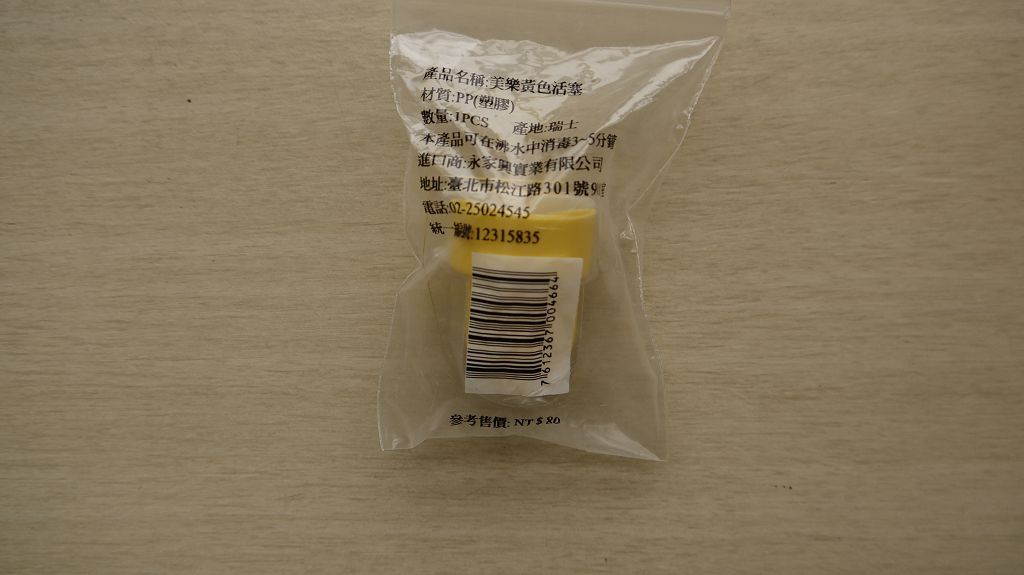 產品名稱:美樂黃色活塞
材質:PP(塑膠)
數量:1PCS 產地:瑞士
本產品可在沸水中消毒3~5分鐘
進口商:永家興實業有限公司
地址:臺北市松江路301號9
電話:02-25024545
統一編號:12315835
7 612367 004664
參考售價: NT$80